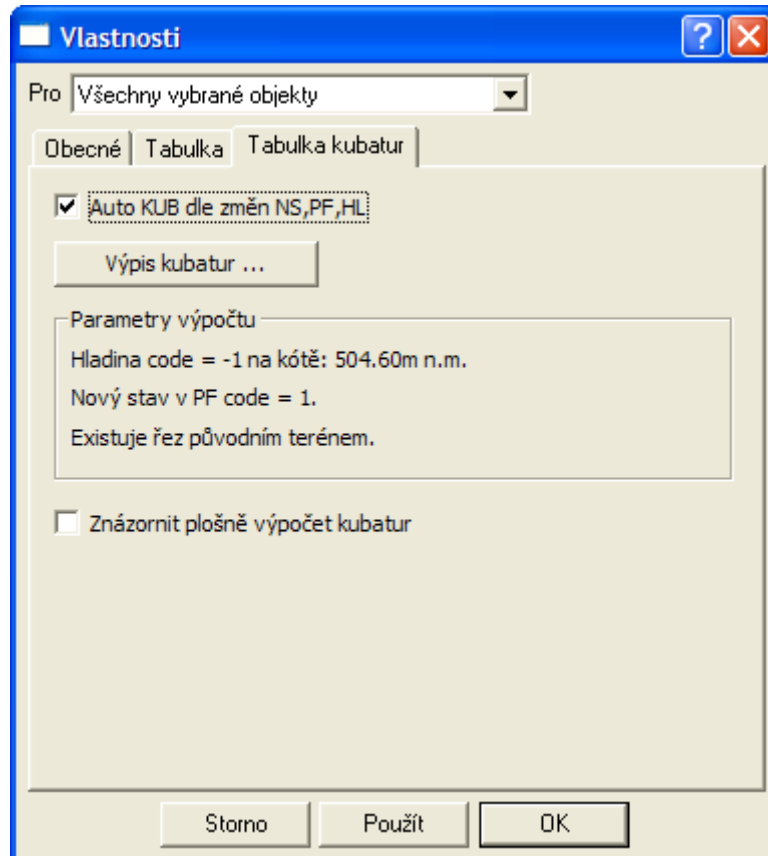 Vlastnosti
Pro Všechny vybrané objekty
Obecné Tabulka Tabulka kubatur
Auto KUB dle změn NS,PF,HL
Výpis kubatur ...
Parametry výpočtu
Hladina code = -1 na kótě: 504.60m n.m.
Nový stav v PF code = 1.
Existuje řez původním terénem.
Znázornit plošně výpočet kubatur
Storno Použít OK